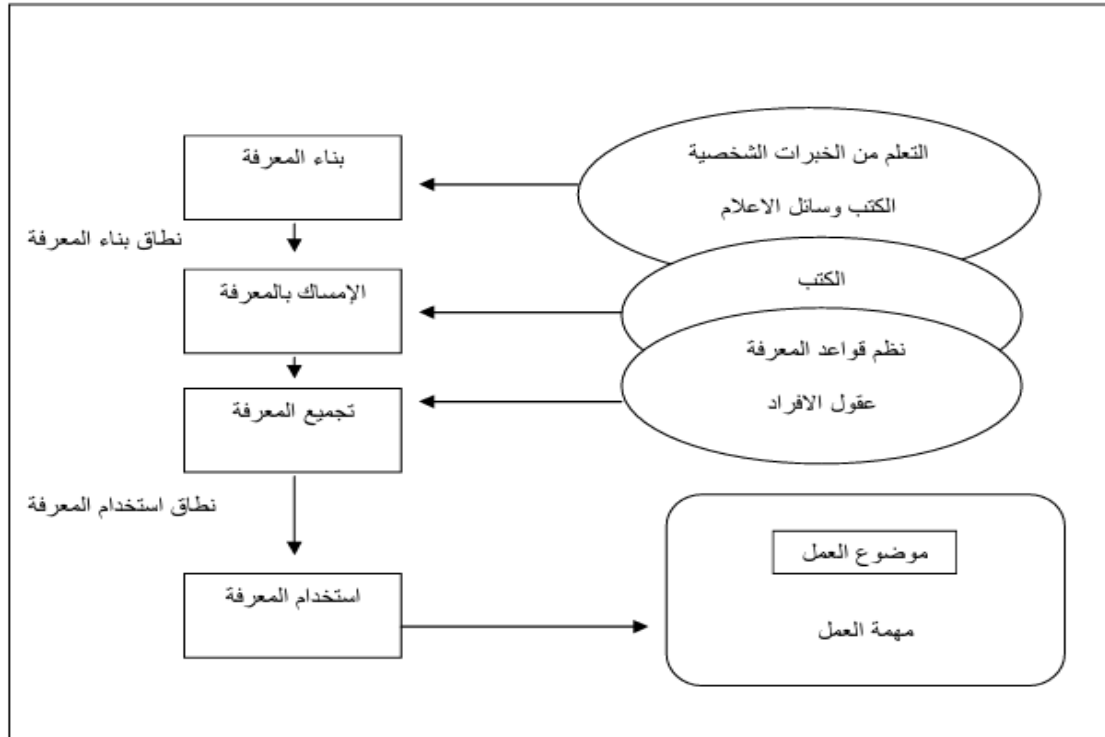 التعلم من الخبرات الشخصية
بناء المعرفة
الكتب وسائل الاعلام
نطاق بناء المعرفة
الكتب
الإمساك بالمعرفة
نظم قواعد المعرفة
عقول الافراد
تجميع المعرفة
نطاق استخدام المعرفة
موضوع العمل
استخدام المعرفة
مهمة العمل